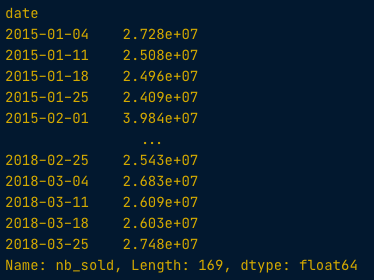 date
2015-01-04    2.728e+07
2015-01-11    2.508e+07
2015-01-18    2.496e+07
2015-01-25    2.409e+07
2015-02-01    3.984e+07
...
2018-02-25    2.543e+07
2018-03-04    2.683e+07
2018-03-11    2.609e+07
2018-03-18    2.603e+07
2018-03-25    2.748e+07
Name: nb_sold, Length: 169, dtype: float64